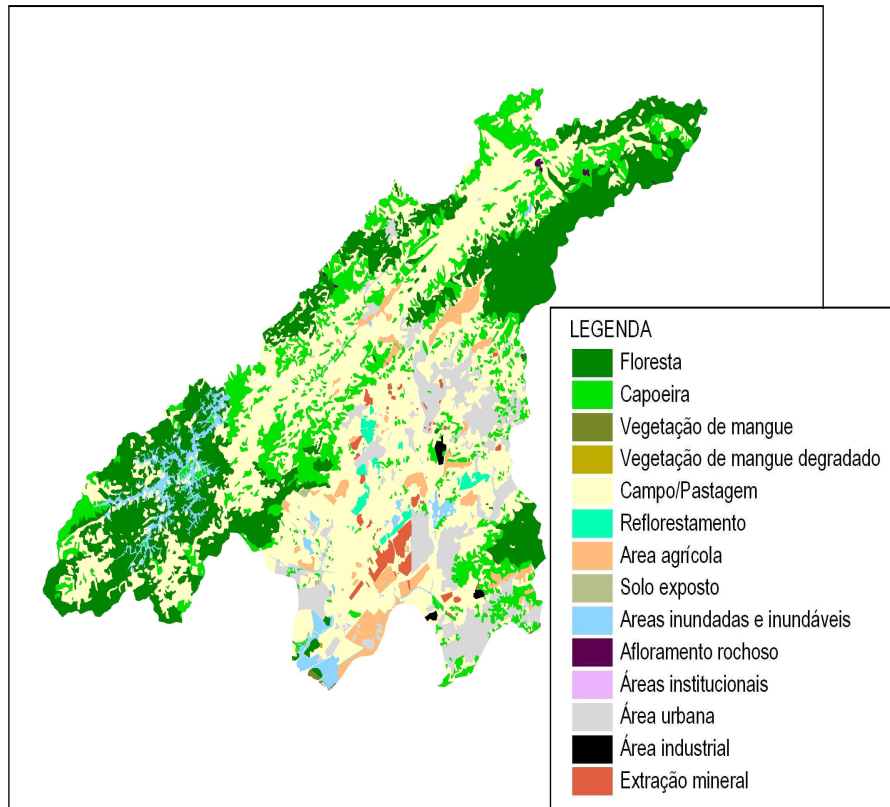 LEGENDA
Floresta
Capoeira
Vegetação de mangue
Vegetação de mangue degradado
Campo/Pastagem
Reflorestamento
Area agrícola
Solo exposto
Areas inundadas e inundáveis
Afloramento rochoso
Áreas institucionais
Área urbana
Área industrial
Extração mineral